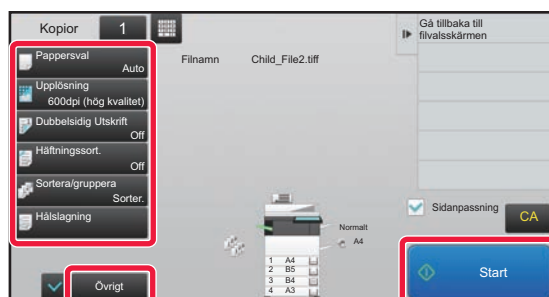 Kopior 1
Pappersval
Auto
Upplösning
600dpi (hög kvalitet)
Dubbelsidig Utskrift
Off
Häftningssort.
Off
Sortera/gruppera
Sorter.
Hålslagning
Övrigt
Filnamn Child_File2.tiff
Normalt
A4
1 A4
2 B5
3 B4
4 A3
Gå tillbaka till
filvalsskärmen
Sidanpassning
CA
Start